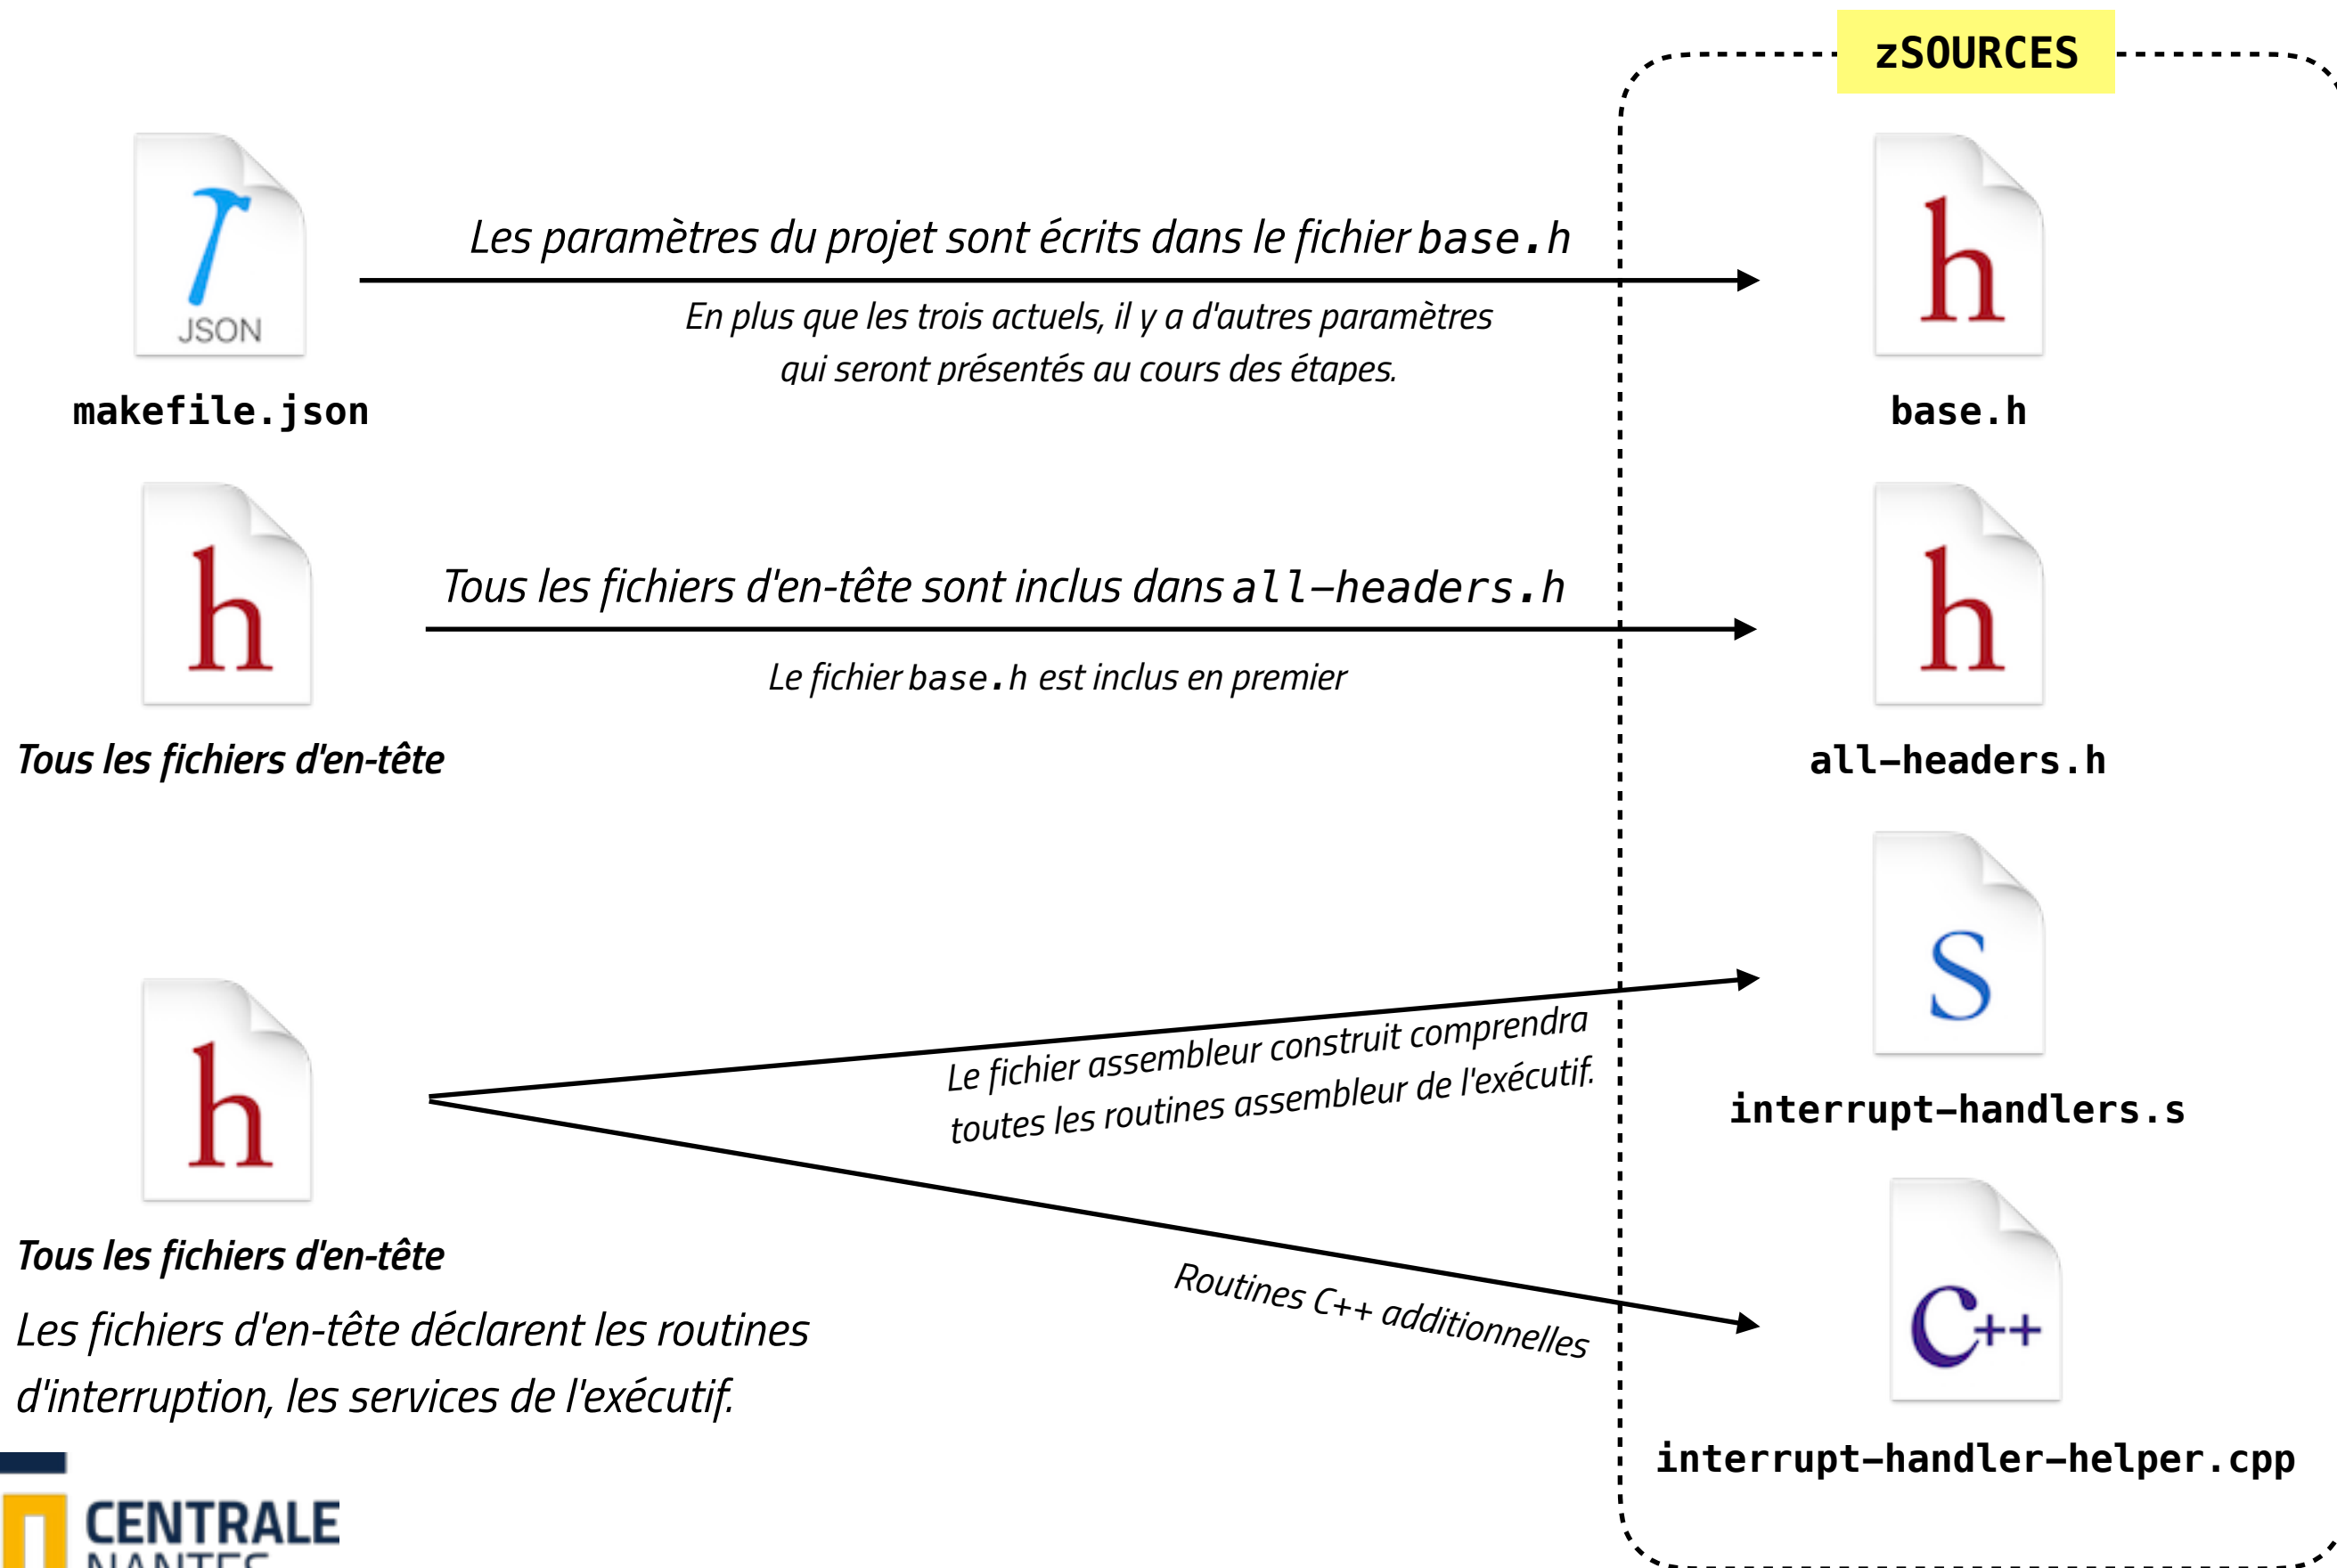 zSOURCES
JSON
Les paramètres du projet sont écrits dans le fichier base.h
En plus que les trois actuels, il y a d'autres paramètres
qui seront présentés au cours des étapes.
makefile.json
h
base.h
h
Tous les fichiers d'en-tête sont inclus dans all-headers.h
Le fichier base.h est inclus en premier
h
Tous les fichiers d'en-tête
all-headers.h
S
Le fichier assembleur construit comprendra
toutes les routines assembleur de l'exécutif.
interrupt-handlers.s
h
Tous les fichiers d'en-tête
Les fichiers d'en-tête déclarent les routines
d'interruption, les services de l'exécutif.
Routines C++ additionnelles
C++
interrupt-handler-helper.cpp
CENTRALE
NANTES